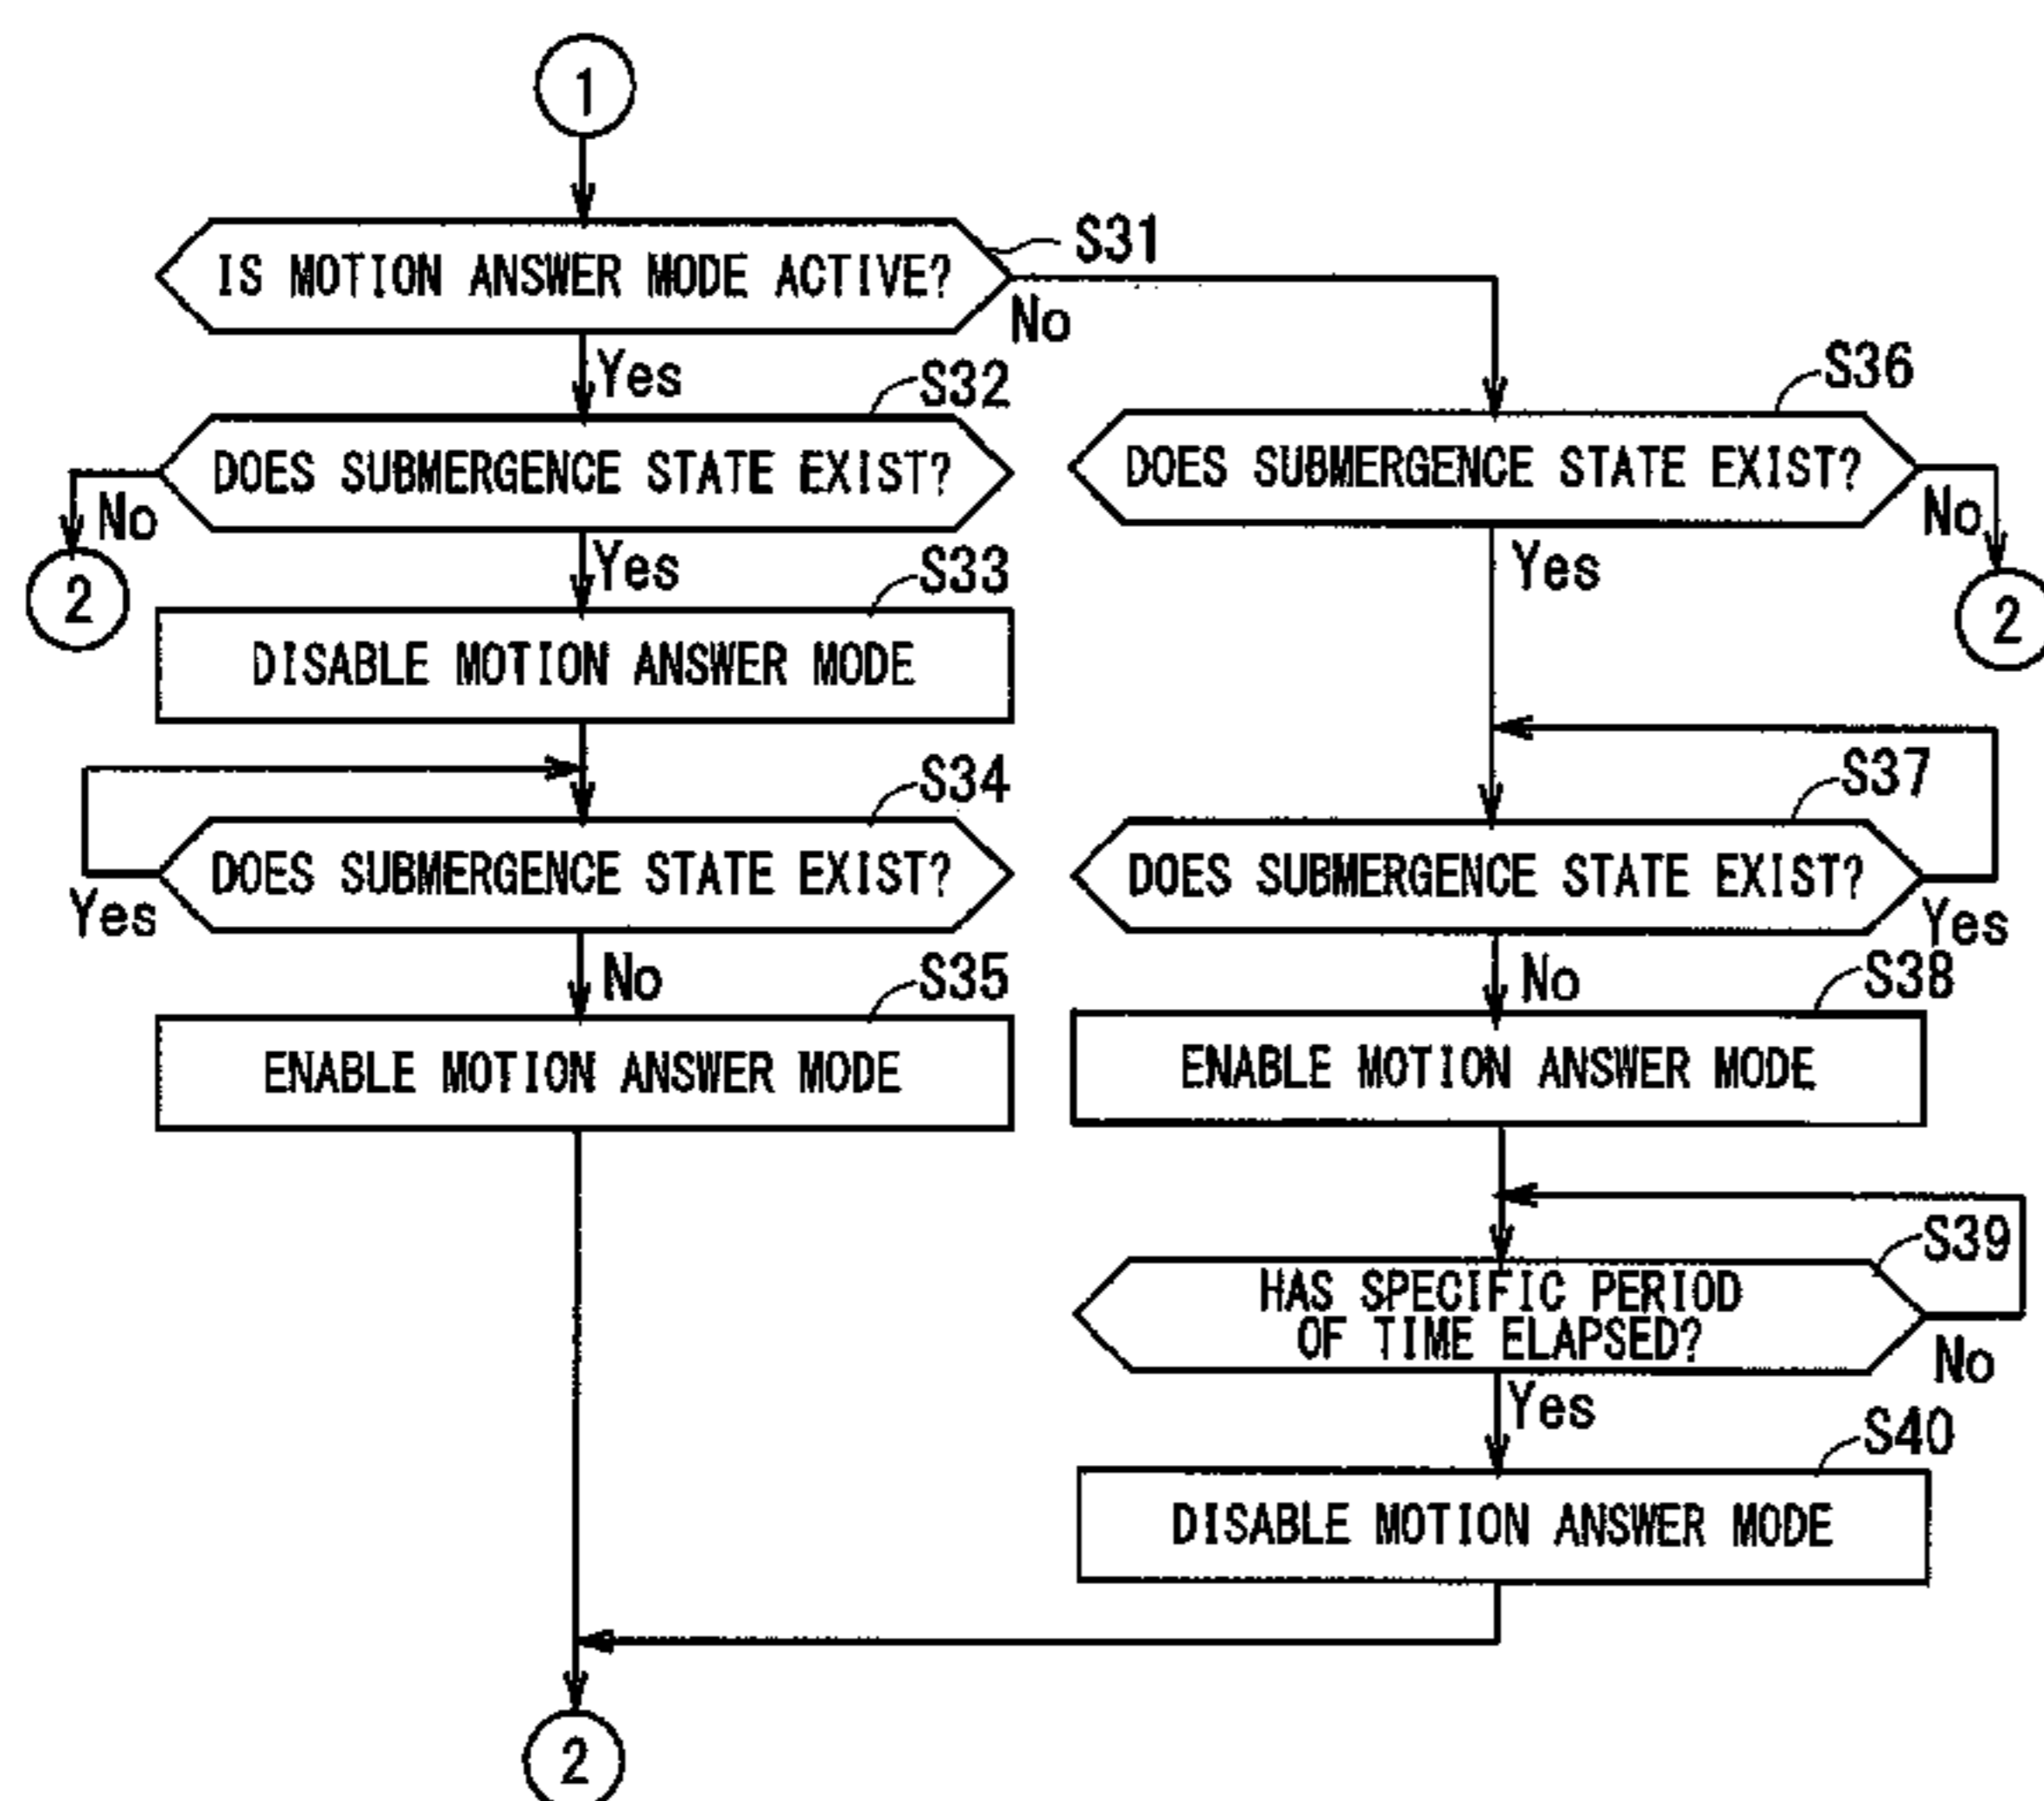 1
IS MOTION ANSWER MODE ACTIVE?
S31
No
Yes
S32
DOES SUBMERGENCE STATE EXIST?
No
2
Yes
S33
DISABLE MOTION ANSWER MODE
S34
DOES SUBMERGENCE STATE EXIST?
Yes
No
S35
ENABLE MOTION ANSWER MODE
S36
DOES SUBMERGENCE STATE EXIST?
No
2
Yes
S37
DOES SUBMERGENCE STATE EXIST?
Yes
No
S38
ENABLE MOTION ANSWER MODE
S39
HAS SPECIFIC PERIOD
OF TIME ELAPSED?
No
Yes
S40
DISABLE MOTION ANSWER MODE
2